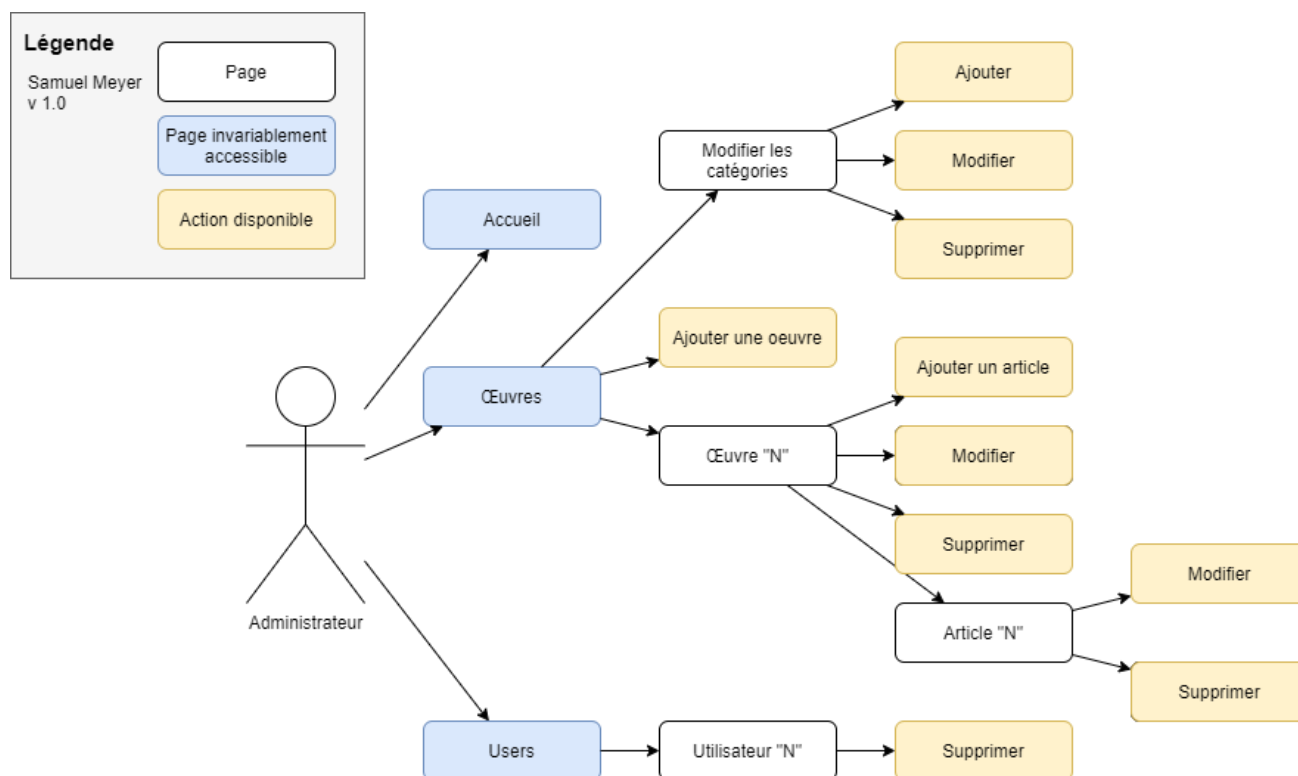 Légende
Samuel Meyer
v 1.0
Page
Page invariablement
accessible
Action disponible
Ajouter
Modifier les
catégories
Modifier
Supprimer
Accueil
Ajouter une oeuvre
Œuvres
Ajouter un article
Œuvre "N"
Modifier
Supprimer
Modifier
Article "N"
Supprimer
Administrateur
Users
Utilisateur "N"
Supprimer